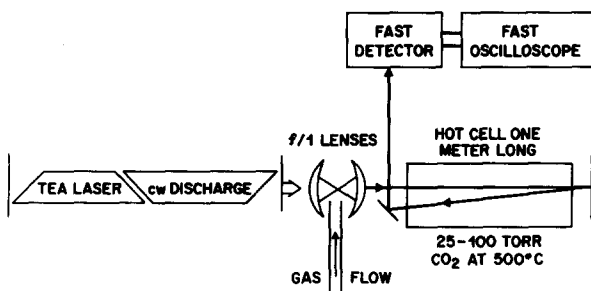 FAST
DETECTOR
FAST
OSCILLOSCOPE
f/1 LENSES
HOT CELL ONE
METER LONG
TEA LASER
cw DISCHARGE
25-100 TORR
CO₂ AT 500°C
GAS FLOW